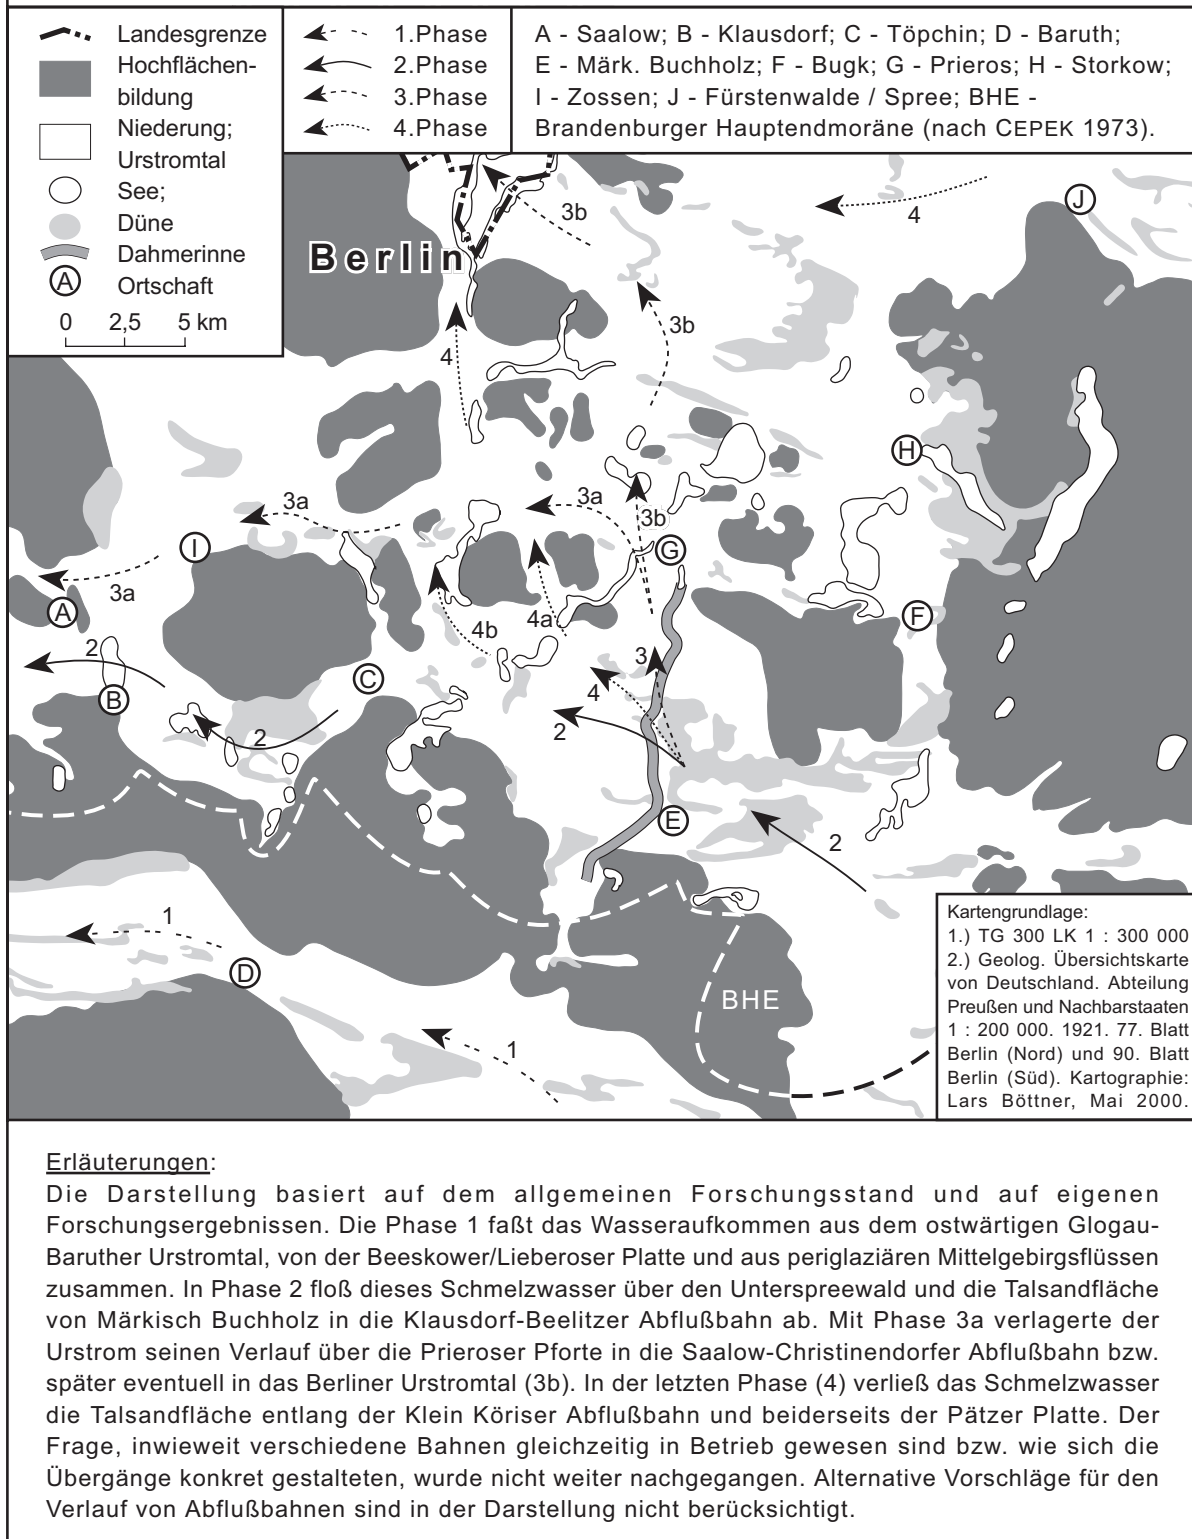 Landesgrenze
Hochflächen-
bildung
Niederung;
Urstromtal
See;
Düne
Dahmerinne
A Ortschaft
0 2,5 5 km
1.Phase
2.Phase
3.Phase
4.Phase
A - Saalow; B - Klausdorf; C - Töpchin; D - Baruth;
E - Märk. Buchholz; F - Bugk; G - Prieros; H - Storkow;
I - Zossen; J - Fürstenwalde / Spree; BHE -
Brandenburger Hauptendmoräne (nach CEPEK 1973).
J
4
3b
Berlin
3b
4
H
3a
3a
3b
I
G
3a
A
4a
F
4b
2
3
C
4
B
2
2
E
2
1
D
BHE
1
Kartengrundlage:
1.) TG 300 LK 1 : 300 000
2.) Geolog. Übersichtskarte
von Deutschland. Abteilung
Preußen und Nachbarstaaten
1 : 200 000. 1921. 77. Blatt
Berlin (Nord) und 90. Blatt
Berlin (Süd). Kartographie:
Lars Böttner, Mai 2000.
Erläuterungen:
Die Darstellung basiert auf dem allgemeinen Forschungsstand und auf eigenen
Forschungsergebnissen. Die Phase 1 faßt das Wasseraufkommen aus dem ostwärtigen Glogau-
Baruther Urstromtal, von der Beeskower/Lieberoser Platte und aus periglaziären Mittelgebirgsflüssen
zusammen. In Phase 2 floß dieses Schmelzwasser über den Unterspreewald und die Talsandfläche
von Märkisch Buchholz in die Klausdorf-Beelitzer Abflußbahn ab. Mit Phase 3a verlagerte der
Urstrom seinen Verlauf über die Prieroser Pforte in die Saalow-Christinendorfer Abflußbahn bzw.
später eventuell in das Berliner Urstromtal (3b). In der letzten Phase (4) verließ das Schmelzwasser
die Talsandfläche entlang der Klein Köriser Abflußbahn und beiderseits der Pätzer Platte. Der
Frage, inwieweit verschiedene Bahnen gleichzeitig in Betrieb gewesen sind bzw. wie sich die
Übergänge konkret gestalteten, wurde nicht weiter nachgegangen. Alternative Vorschläge für den
Verlauf von Abflußbahnen sind in der Darstellung nicht berücksichtigt.